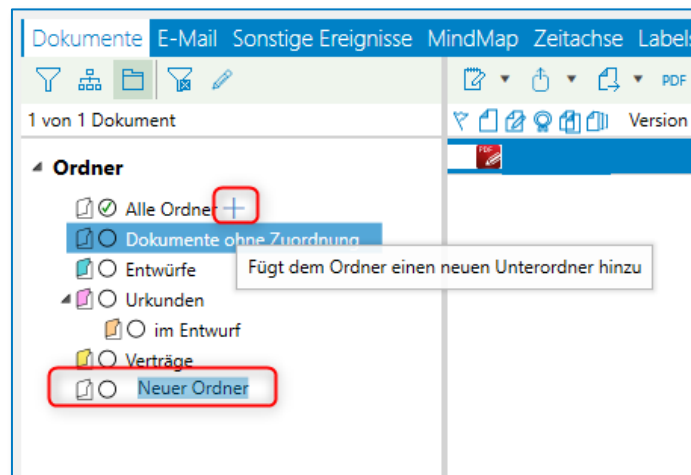 Dokumente E-Mail Sonstige Ereignisse MindMap Zeitachse Labels
PDF
1 von 1 Dokument
Version
PDF
Ordner
Alle Ordner
Dokumente ohne Zuordnung
Entwürfe
Fügt dem Ordner einen neuen Unterordner hinzu
Urkunden
im Entwurf
Verträge
Neuer Ordner